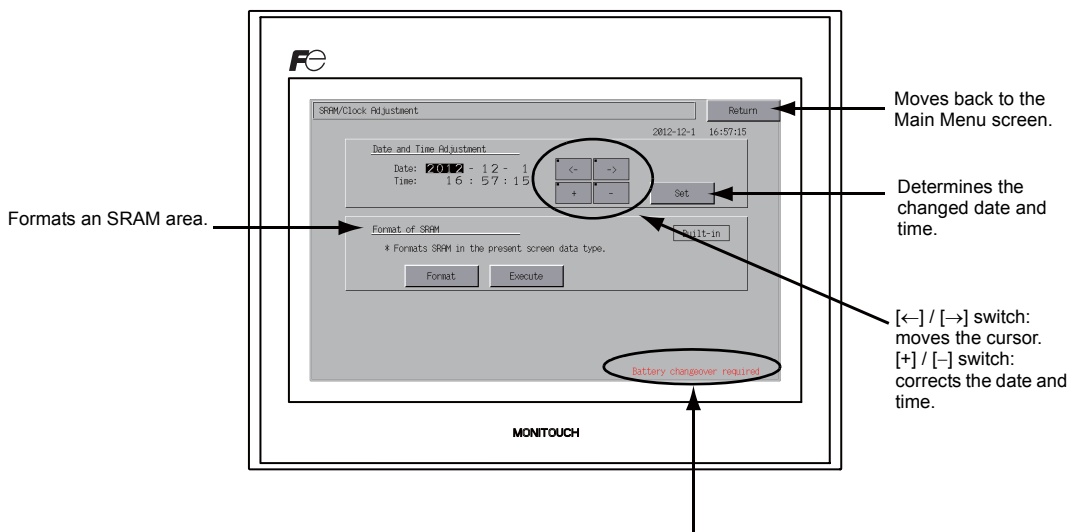 Fe
SRAM/Clock Adjustment
Return
2012-12-1 16:57:15
Date and Time Adjustment
Date: 2012 - 12 - 1
Time: 16 : 57 : 15
<- ->
+ -
Set
Format of SRAM
Built-in
* Formats SRAM in the present screen data type.
Format Execute
Battery changeover required
MONITOUCH
Formats an SRAM area.
Moves back to the
Main Menu screen.
Determines the
changed date and
time.
[←] / [→] switch:
moves the cursor.
[+] / [–] switch:
corrects the date and
time.